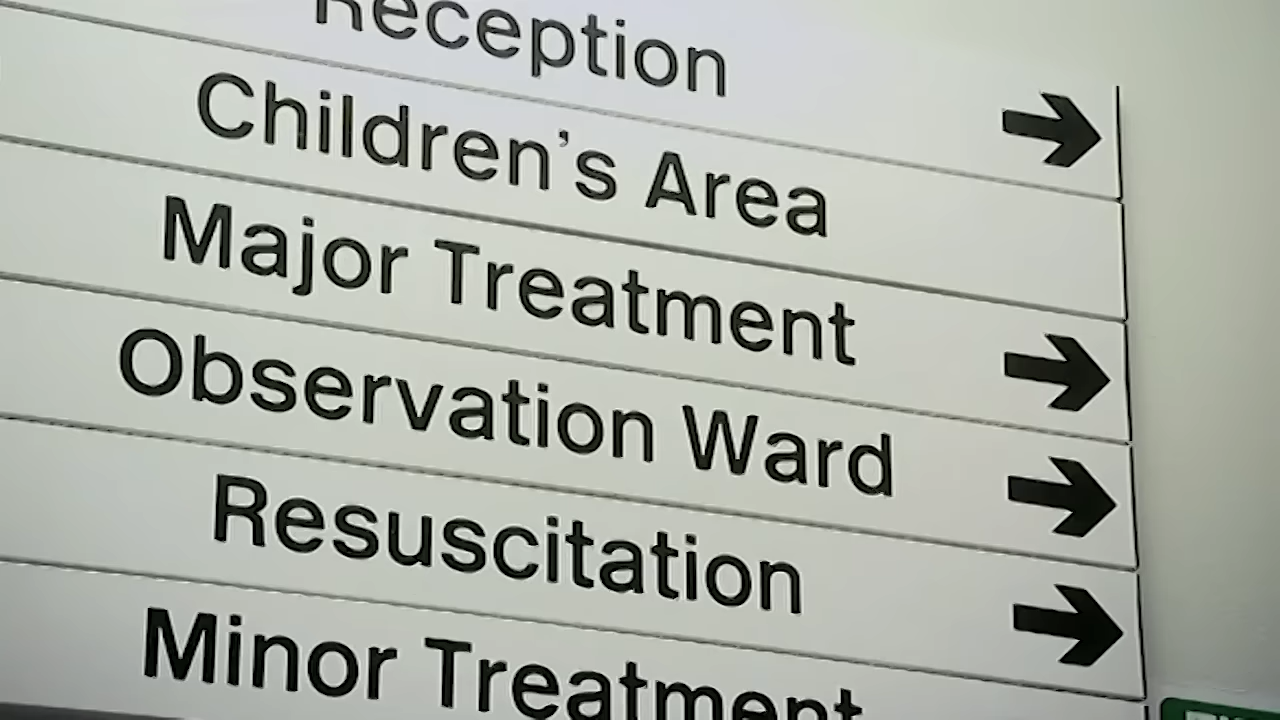 Reception
Children's Area
Major Treatment
Observation Ward
Resuscitation
Minor Treatment